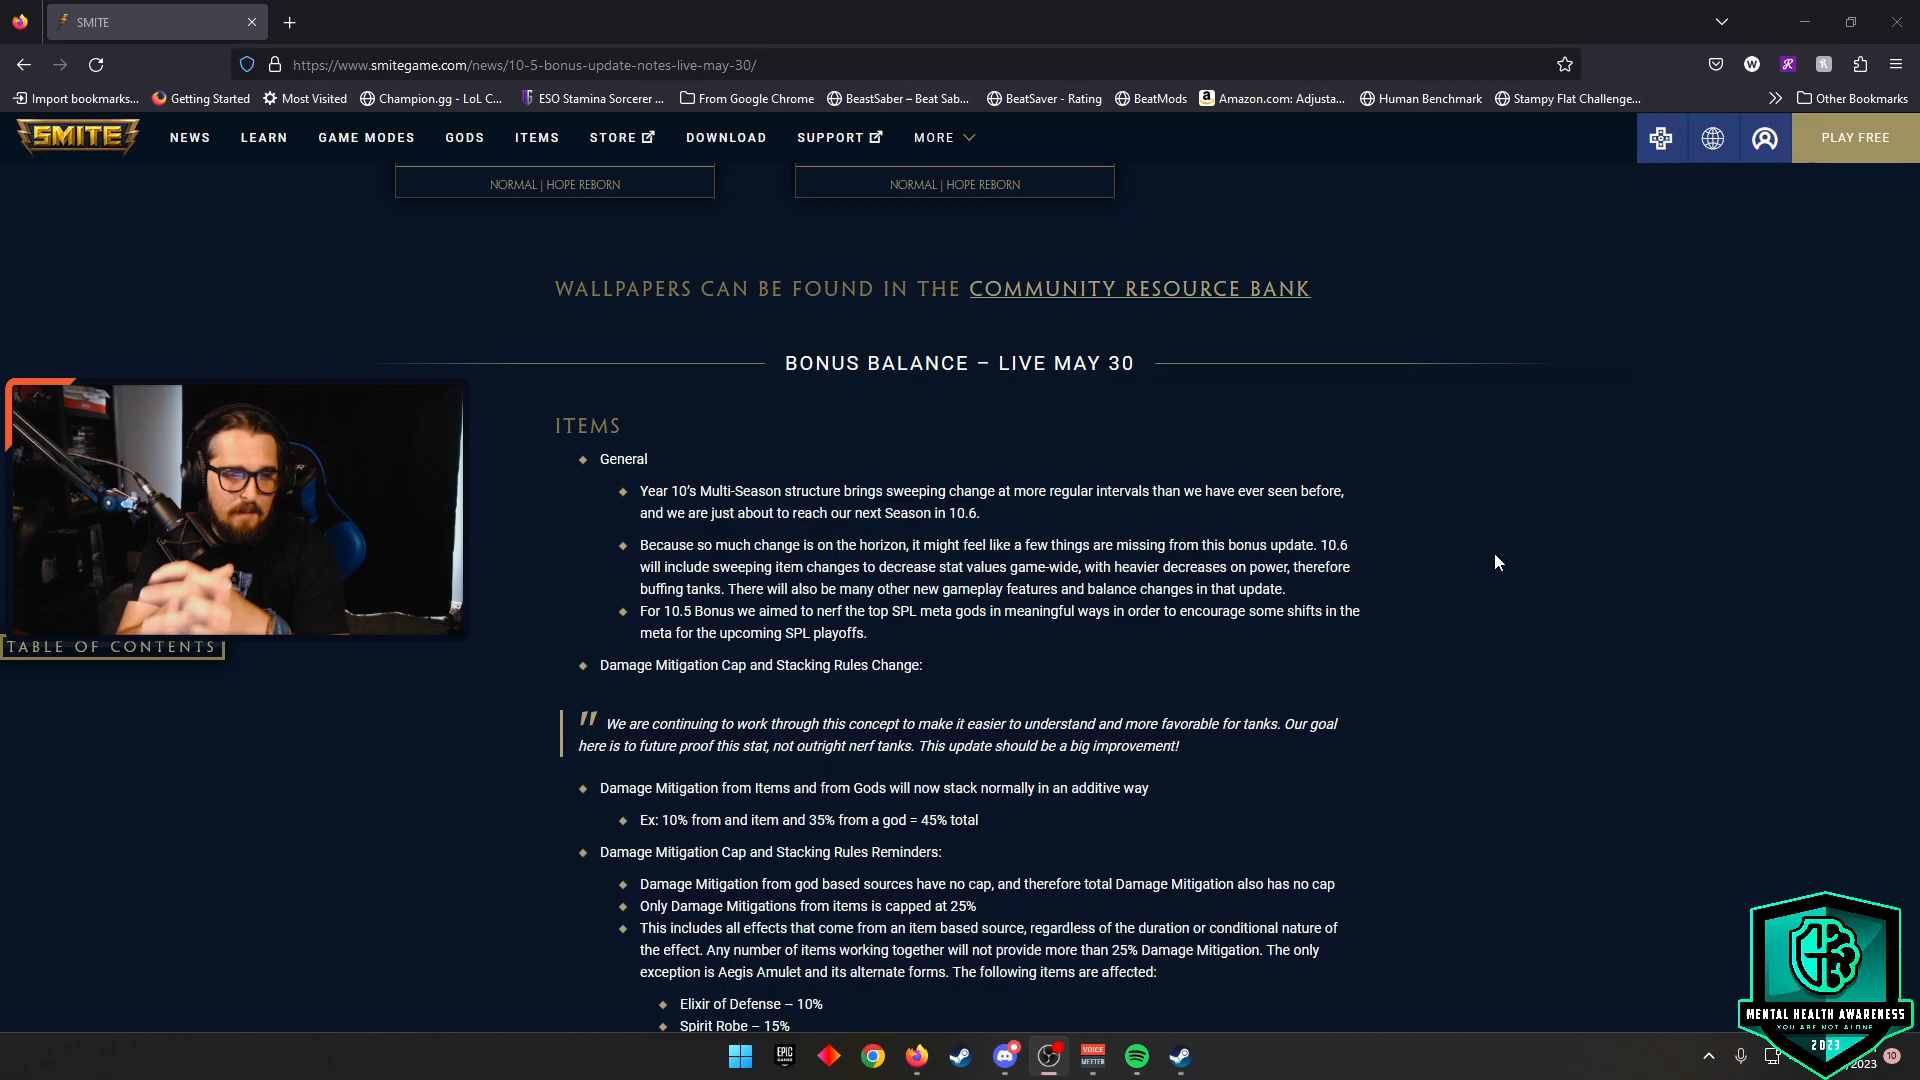 SMITE
https://www.smitegame.com/news/10-5-bonus-update-notes-live-may-30/
Import bookmarks... Getting Started Most Visited Champion.gg - LoL C... ESO Stamina Sorcerer ... From Google Chrome BeastSaber – Beat Sab... BeatSaver - Rating BeatMods Amazon.com: Adjusta... Human Benchmark Stampy Flat Challenge... Other Bookmarks
SMITE NEWS LEARN GAME MODES GODS ITEMS STORE DOWNLOAD SUPPORT MORE PLAY FREE
NORMAL | HOPE REBORN NORMAL | HOPE REBORN
WALLPAPERS CAN BE FOUND IN THE COMMUNITY RESOURCE BANK
BONUS BALANCE – LIVE MAY 30
ITEMS
General
Year 10's Multi-Season structure brings sweeping change at more regular intervals than we have ever seen before,
and we are just about to reach our next Season in 10.6.
Because so much change is on the horizon, it might feel like a few things are missing from this bonus update. 10.6
will include sweeping item changes to decrease stat values game-wide, with heavier decreases on power, therefore
buffing tanks. There will also be many other new gameplay features and balance changes in that update.
For 10.5 Bonus we aimed to nerf the top SPL meta gods in meaningful ways in order to encourage some shifts in the
meta for the upcoming SPL playoffs.
TABLE OF CONTENTS
Damage Mitigation Cap and Stacking Rules Change:
" We are continuing to work through this concept to make it easier to understand and more favorable for tanks. Our goal
here is to future proof this stat, not outright nerf tanks. This update should be a big improvement!
Damage Mitigation from Items and from Gods will now stack normally in an additive way
Ex: 10% from and item and 35% from a god = 45% total
Damage Mitigation Cap and Stacking Rules Reminders:
Damage Mitigation from god based sources have no cap, and therefore total Damage Mitigation also has no cap
Only Damage Mitigations from items is capped at 25%
This includes all effects that come from an item based source, regardless of the duration or conditional nature of
the effect. Any number of items working together will not provide more than 25% Damage Mitigation. The only
exception is Aegis Amulet and its alternate forms. The following items are affected:
Elixir of Defense – 10%
Spirit Robe – 15%
MENTAL HEALTH AWARENESS
YOU ARE NOT ALONE
2023
EPIC GAMES
VOICE MEETER
/2023
10